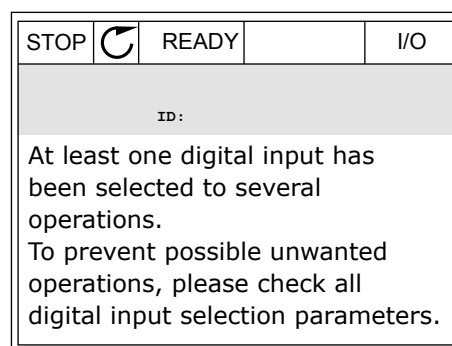 STOP READY I/O
ID:
At least one digital input has
been selected to several
operations.
To prevent possible unwanted
operations, please check all
digital input selection parameters.